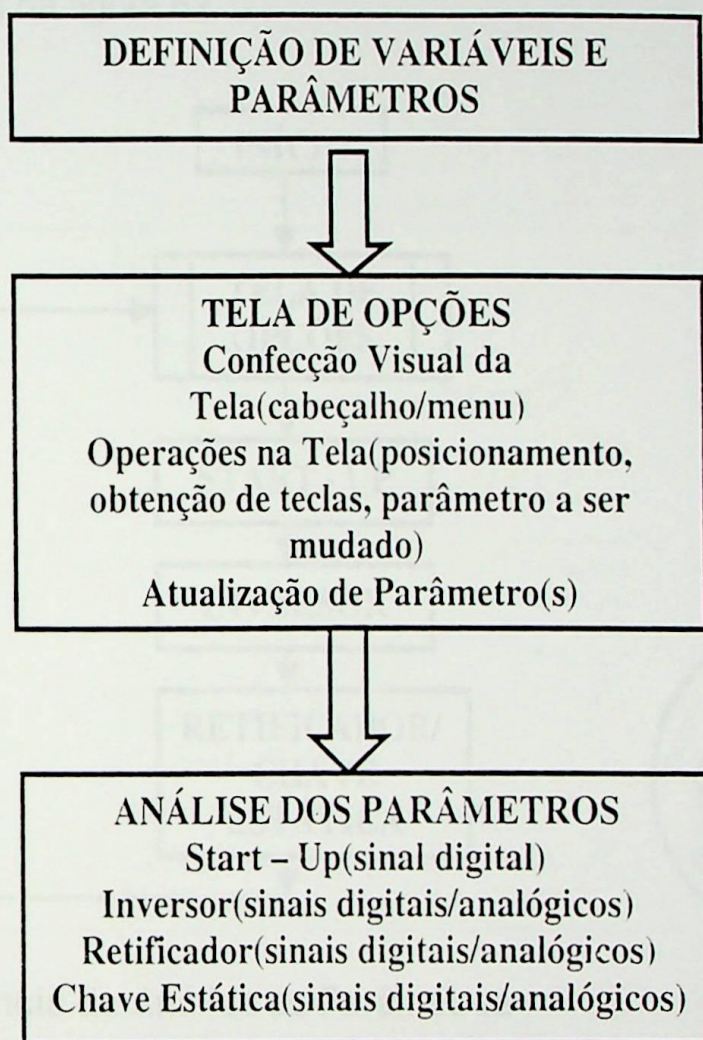 DEFINIÇÃO DE VARIÁVEIS E
PARÂMETROS
TELA DE OPÇÕES
Confecção Visual da
Tela(cabeçalho/menu)
Operações na Tela(posicionamento,
obtenção de teclas, parâmetro a ser
mudado)
Atualização de Parâmetro(s)
ANÁLISE DOS PARÂMETROS
Start – Up(sinal digital)
Inversor(sinais digitais/analógicos)
Retificador(sinais digitais/analógicos)
Chave Estática(sinais digitais/analógicos)